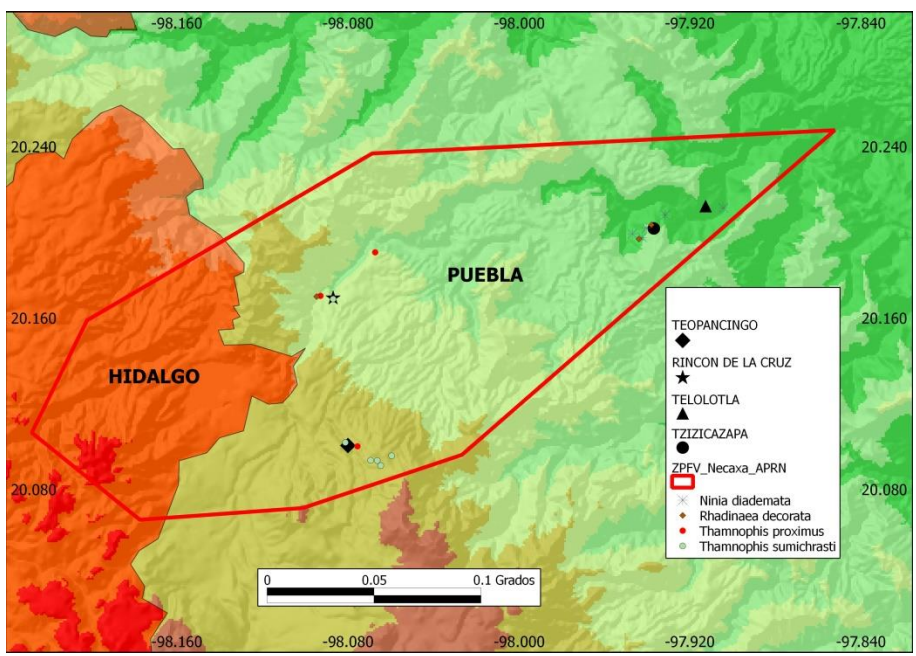 -98.160 -98.080 -98.000 -97.920 -97.840
20.240 20.240
PUEBLA
20.160 20.160
HIDALGO
20.080 20.080
TEOPANCINGO
RINCON DE LA CRUZ
TELOLOTLA
TZIZICAZAPA
ZPFV_Necaxa_APRN
Ninia diademata
Rhadinaea decorata
Thamnophis proximus
Thamnophis sumichrasti
0 0.05 0.1 Grados
-98.160 -98.080 -98.000 -97.920 -97.840